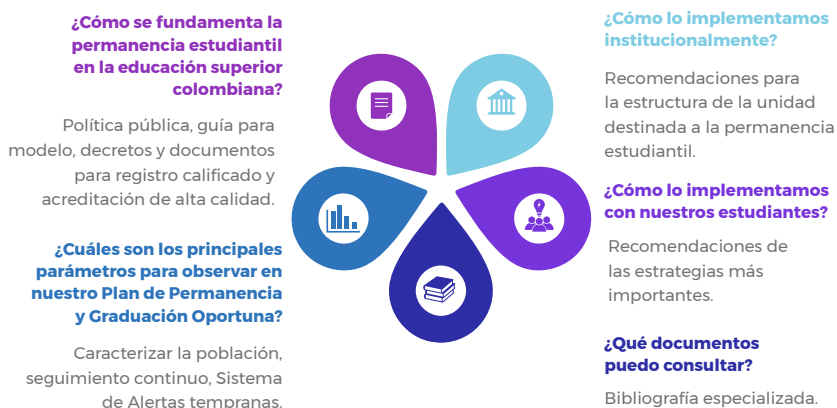 ¿Cómo se fundamenta la
permanencia estudiantil
en la educación superior
colombiana?
Política pública, guía para
modelo, decretos y documentos
para registro calificado y
acreditación de alta calidad.
¿Cuáles son los principales
parámetros para observar en
nuestro Plan de Permanencia
y Graduación Oportuna?
Caracterizar la población,
seguimiento continuo, Sistema
de Alertas tempranas.
¿Cómo lo implementamos
institucionalmente?
Recomendaciones para
la estructura de la unidad
destinada a la permanencia
estudiantil.
¿Cómo lo implementamos
con nuestros estudiantes?
Recomendaciones de
las estrategias más
importantes.
¿Qué documentos
puedo consultar?
Bibliografía especializada.